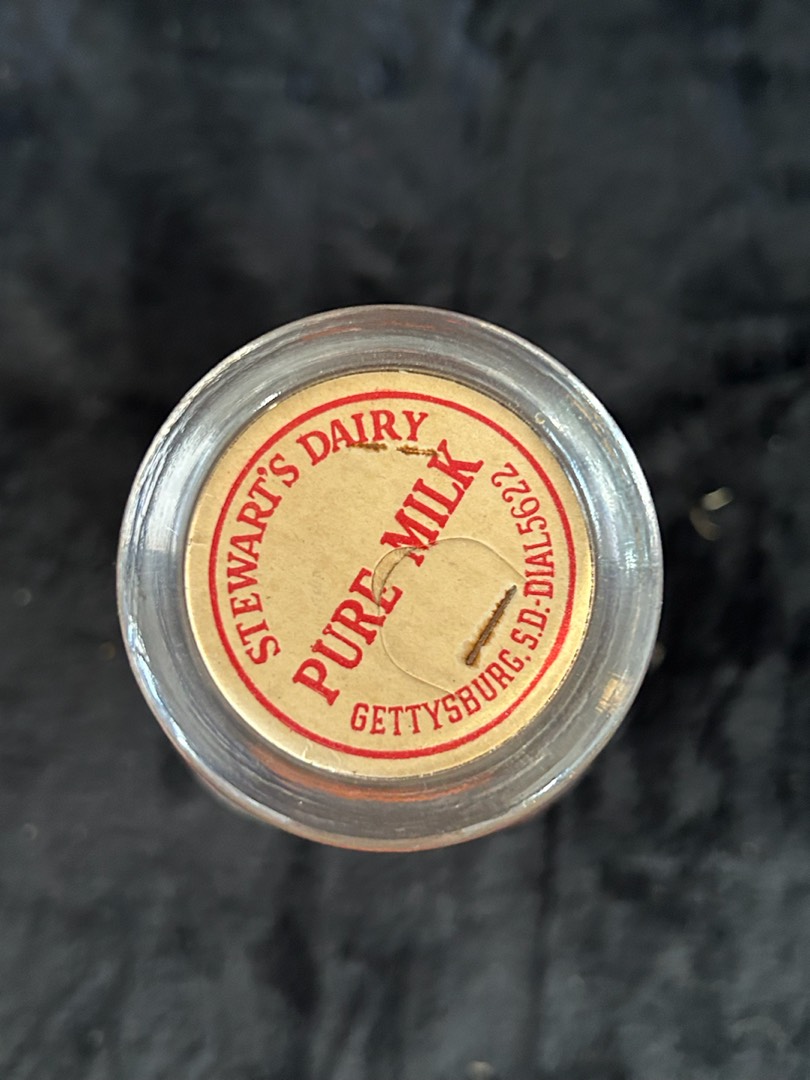 STEWART'S DAIRY
PURE MILK
GETTYSBURG, S.D.-DIAL 5622